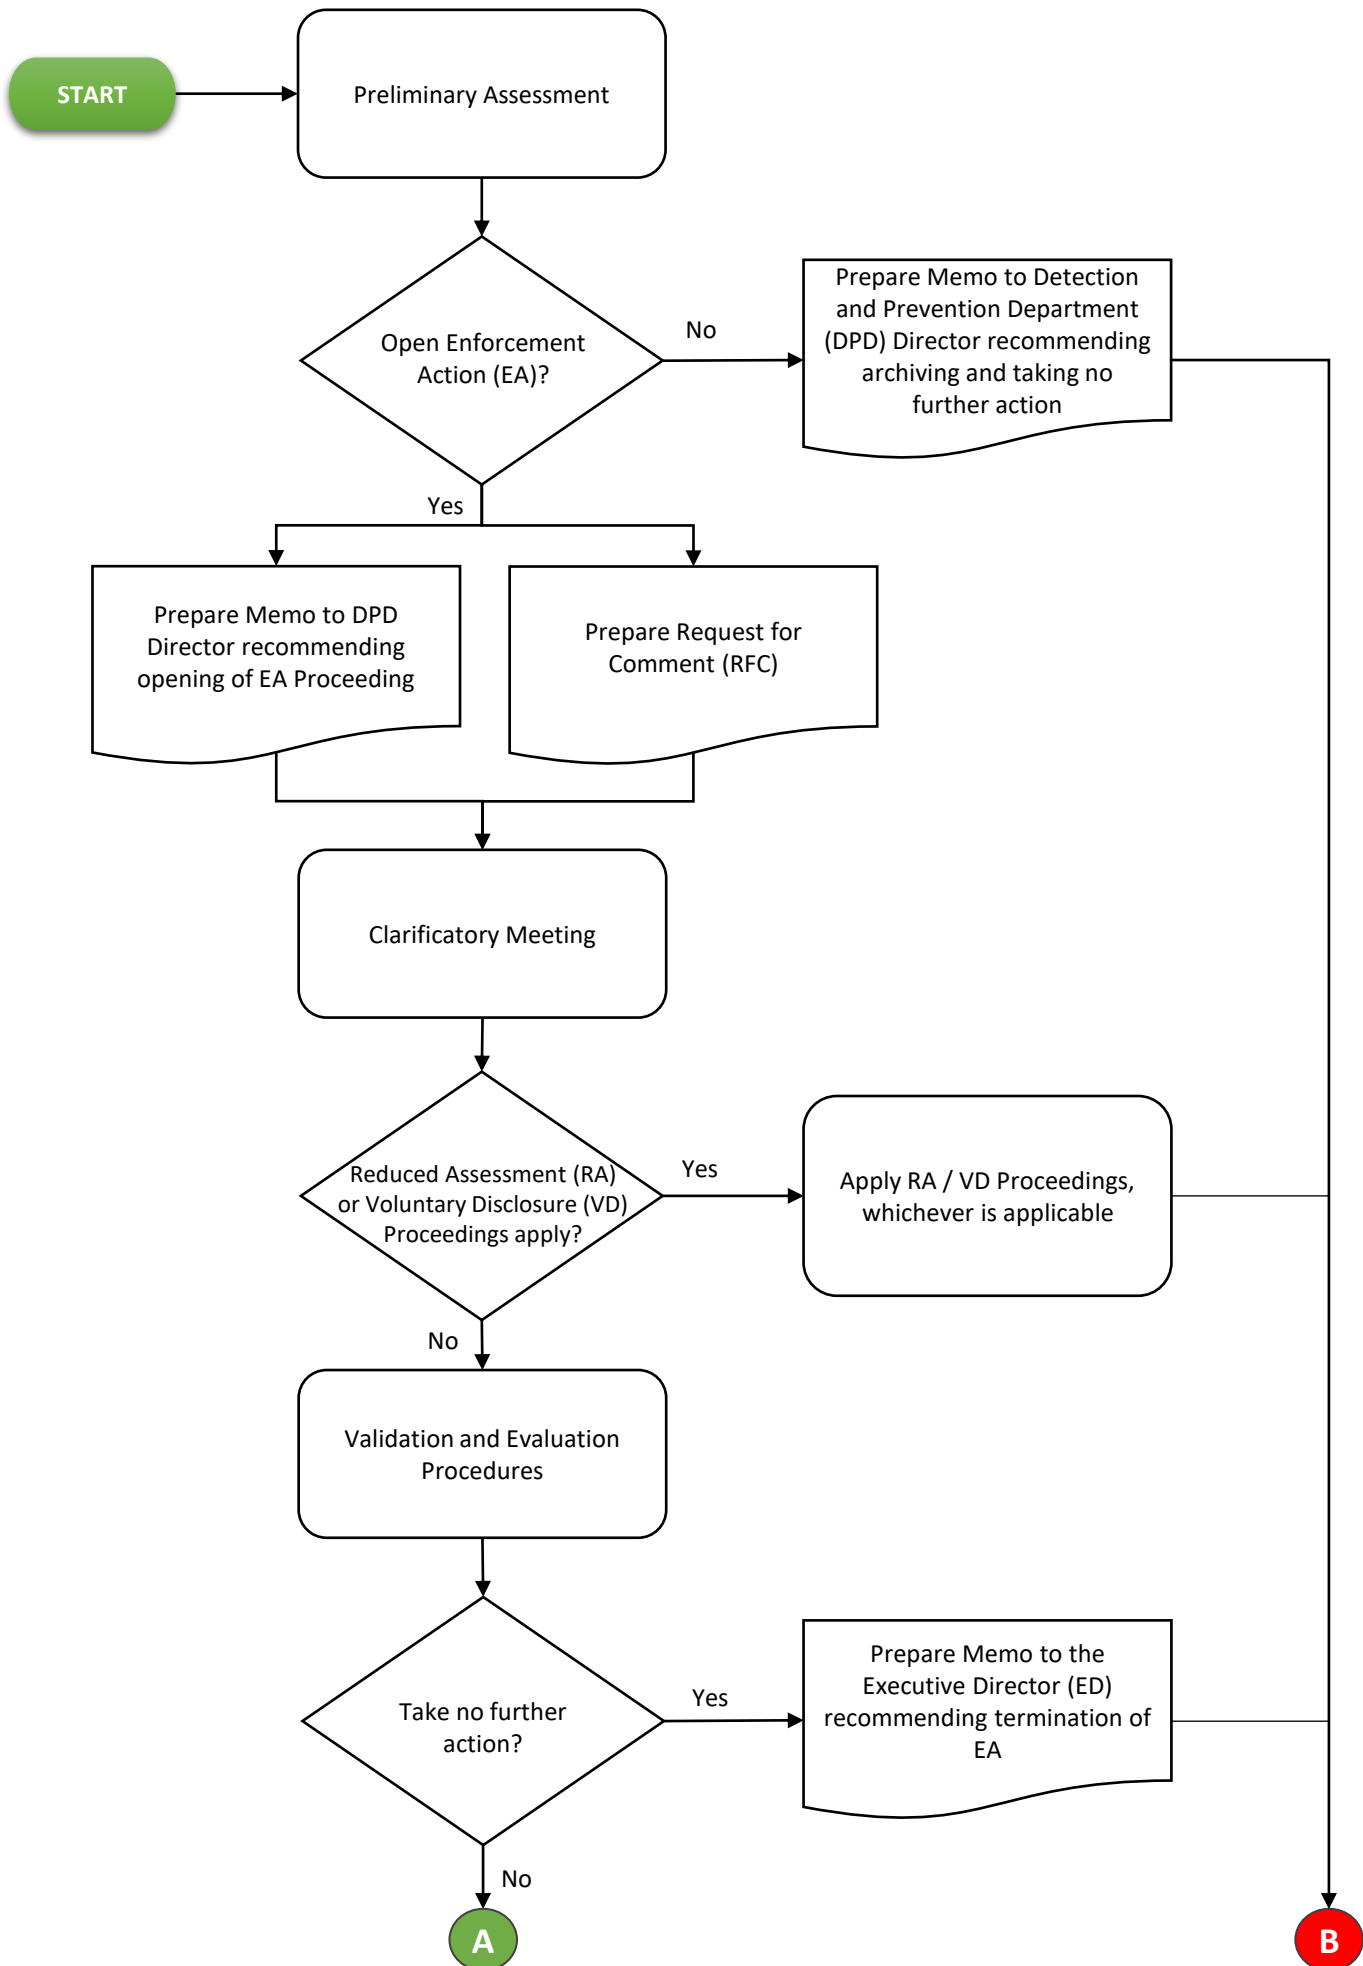 START
Preliminary Assessment
Open Enforcement
Action (EA)?
No
Prepare Memo to Detection
and Prevention Department
(DPD) Director recommending
archiving and taking no
further action
Yes
Prepare Memo to DPD
Director recommending
opening of EA Proceeding
Prepare Request for
Comment (RFC)
Clarificatory Meeting
Reduced Assessment (RA)
or Voluntary Disclosure (VD)
Proceedings apply?
Yes
Apply RA / VD Proceedings,
whichever is applicable
No
Validation and Evaluation
Procedures
Take no further
action?
Yes
Prepare Memo to the
Executive Director (ED)
recommending termination of
EA
No
A
B